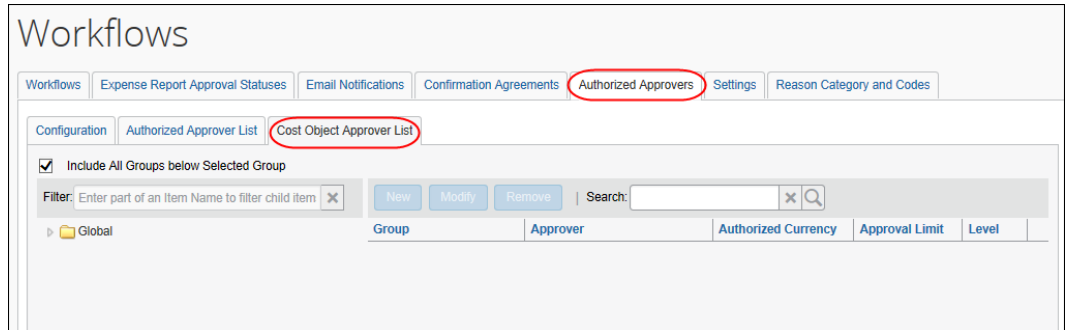 Workflows
Workflows Expense Report Approval Statuses Email Notifications Confirmation Agreements Authorized Approvers Settings Reason Category and Codes
Configuration Authorized Approver List Cost Object Approver List
Include All Groups below Selected Group
Filter: Enter part of an Item Name to filter child item New Modify Remove | Search:
Global Group Approver Authorized Currency Approval Limit Level